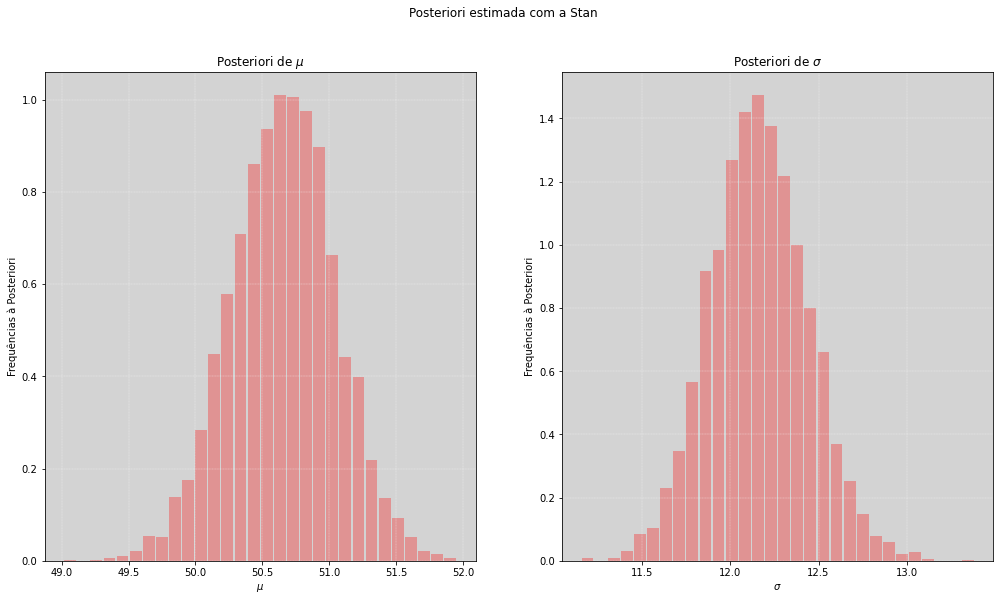 Posteriori estimada com a Stan
Posteriori de μ
Frequências à Posteriori
1.0
0.8
0.6
0.4
0.2
0.0
49.0 49.5 50.0 50.5 51.0 51.5 52.0
μ
Posteriori de σ
Frequências à Posteriori
1.4
1.2
1.0
0.8
0.6
0.4
0.2
0.0
11.5 12.0 12.5 13.0
σ